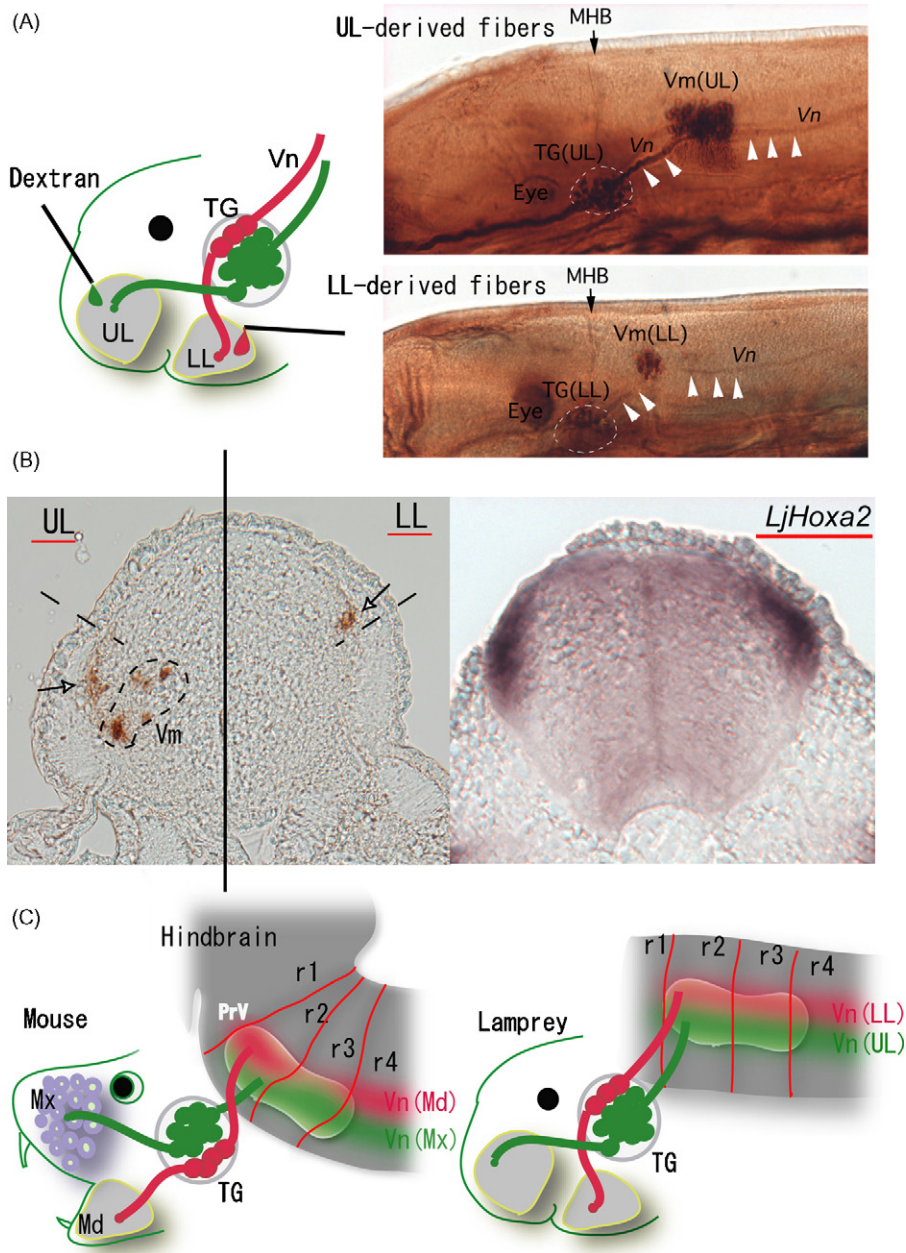 (A)
UL-derived fibers
MHB
Vm(UL)
Vn
Vn
TG(UL)
Eye
Dextran
Vn
TG
UL
LL
LL-derived fibers
MHB
Vm(LL)
Vn
TG(LL)
Eye
(B)
UL
LL
Vm
LjHoxa2
(C)
Hindbrain
r1
r2
r3
r4
PrV
Mouse
Mx
Md
TG
Vn(Md)
Vn(Mx)
Lamprey
r1
r2
r3
r4
Vn(LL)
Vn(UL)
TG